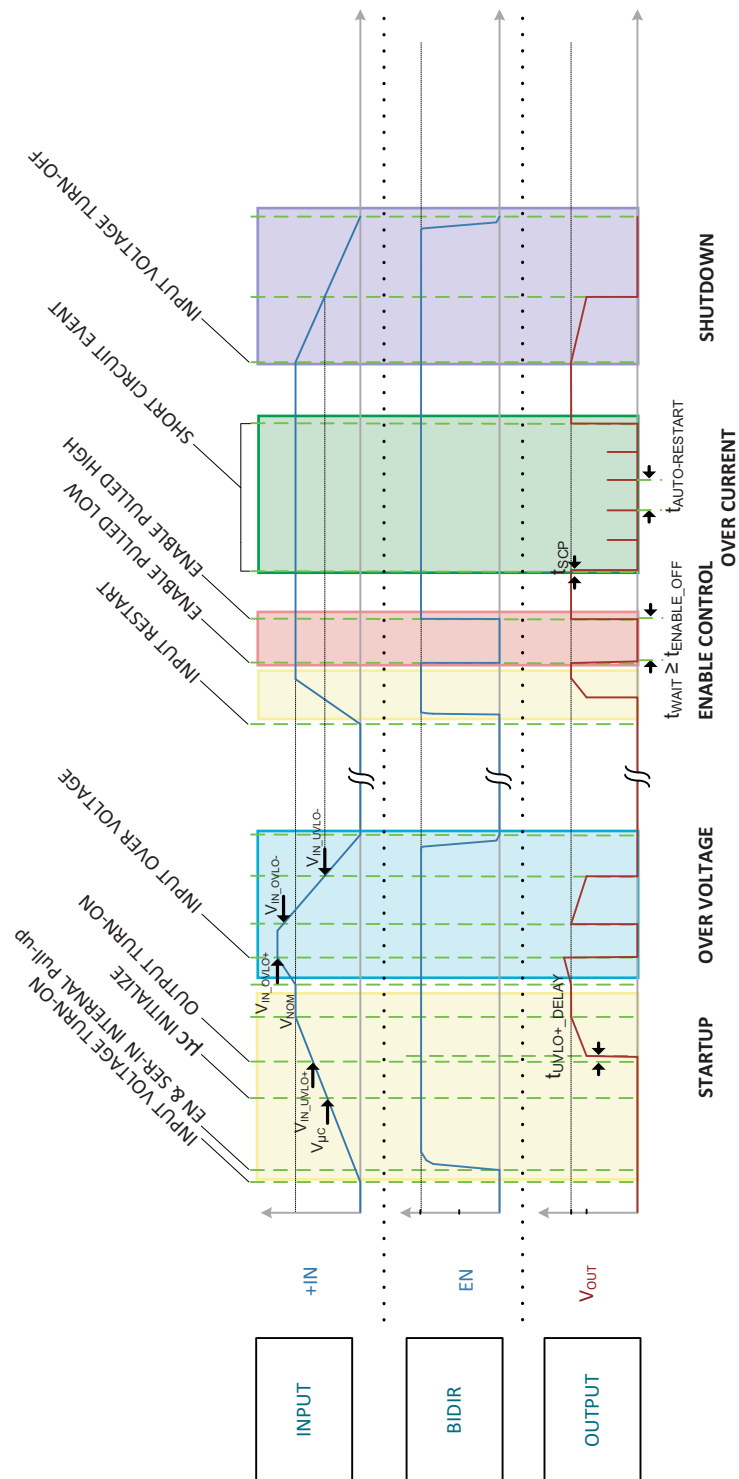 INPUT VOLTAGE TURN-ON
EN & SER-IN INTERNAL Pull-up
µC INITIALIZE
OUTPUT TURN-ON
INPUT OVER VOLTAGE
INPUT RESTART
ENABLE PULLED LOW
ENABLE PULLED HIGH
SHORT CIRCUIT EVENT
INPUT VOLTAGE TURN-OFF
INPUT
+IN
VµC
VIN_UVLO+
VNOM
VIN_OVLO+
VIN_OVLO-
VIN_UVLO-
BIDIR
EN
OUTPUT
VOUT
tUVLO+_DELAY
tSCP
tWAIT ≥ tENABLE_OFF
tAUTO-RESTART
STARTUP
OVER VOLTAGE
ENABLE CONTROL
OVER CURRENT
SHUTDOWN